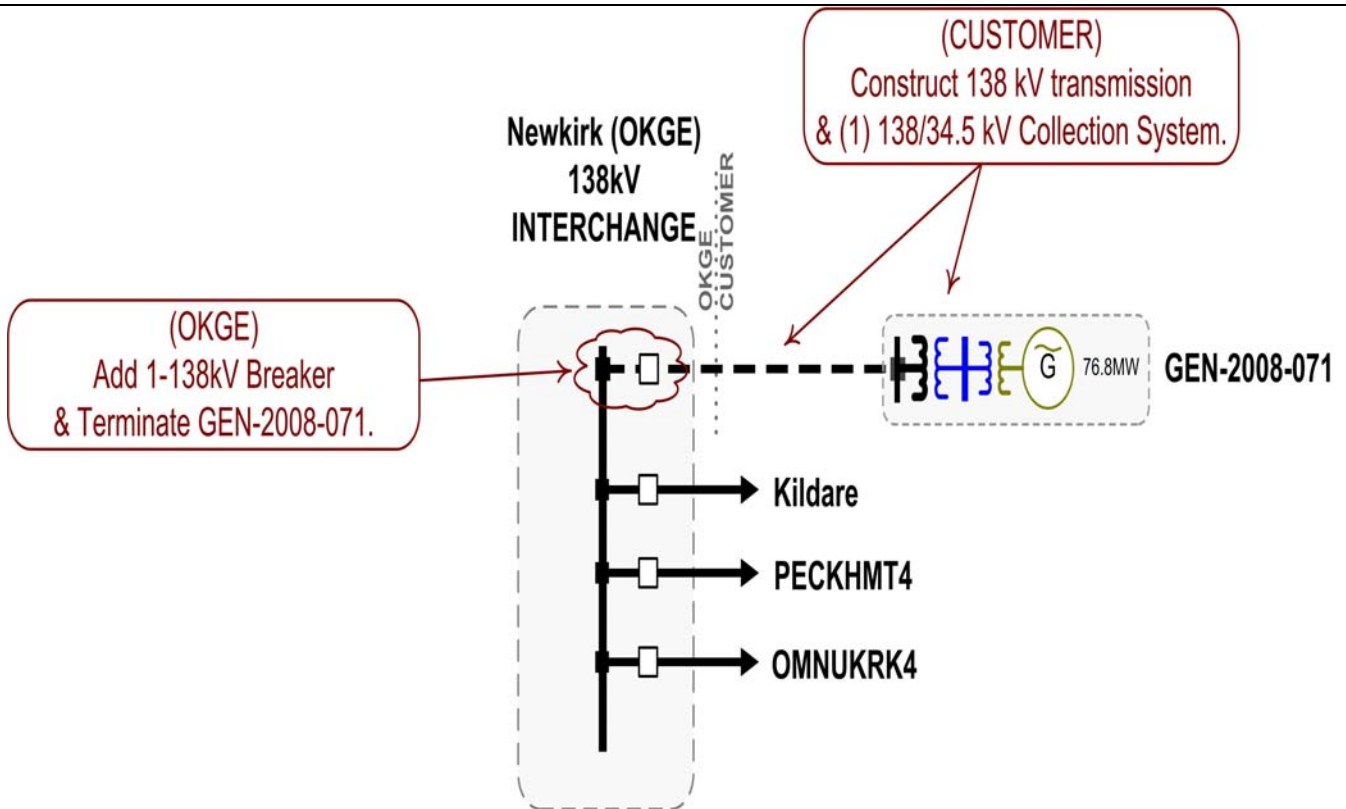 (CUSTOMER)
Construct 138 kV transmission
& (1) 138/34.5 kV Collection System.
Newkirk (OKGE)
138kV
INTERCHANGE
OKGE
CUSTOMER
(OKGE)
Add 1-138kV Breaker
& Terminate GEN-2008-071.
G
76.8MW
GEN-2008-071
Kildare
PECKHMT4
OMNUKRK4